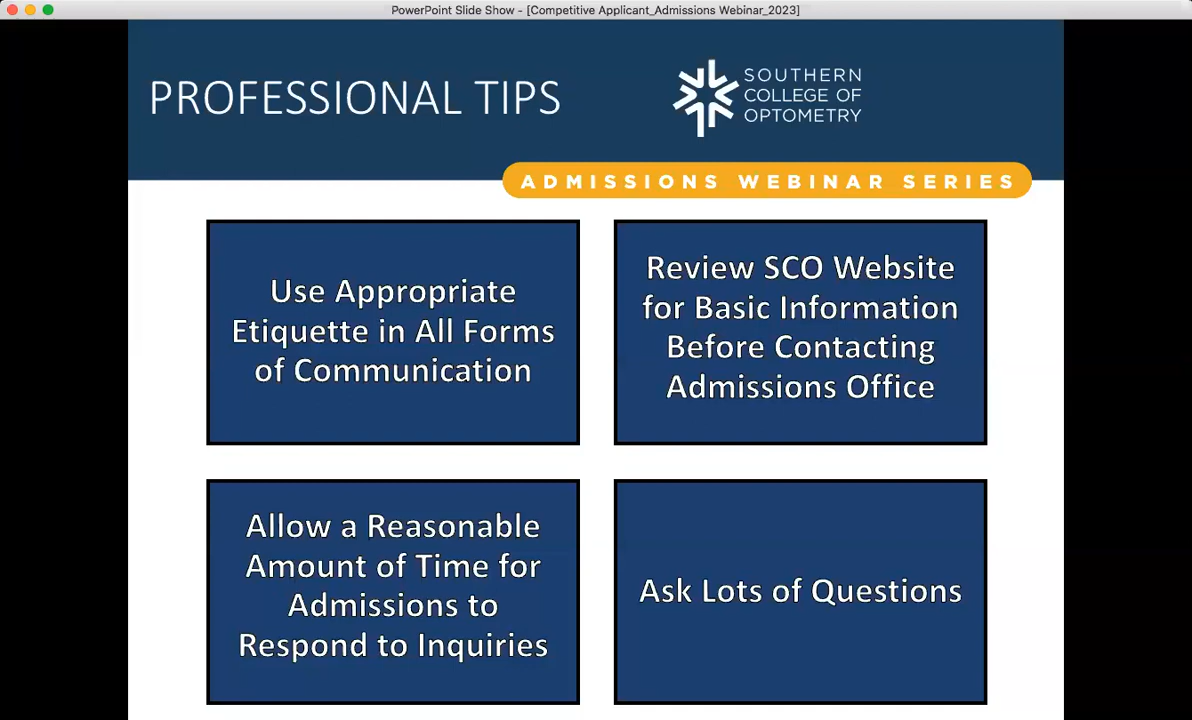 PowerPoint Slide Show - [Competitive Applicant_Admissions Webinar_2023]
PROFESSIONAL TIPS
SOUTHERN
COLLEGE OF
OPTOMETRY
ADMISSIONS WEBINAR SERIES
Use Appropriate
Etiquette in All Forms
of Communication
Review SCO Website
for Basic Information
Before Contacting
Admissions Office
Allow a Reasonable
Amount of Time for
Admissions to
Respond to Inquiries
Ask Lots of Questions